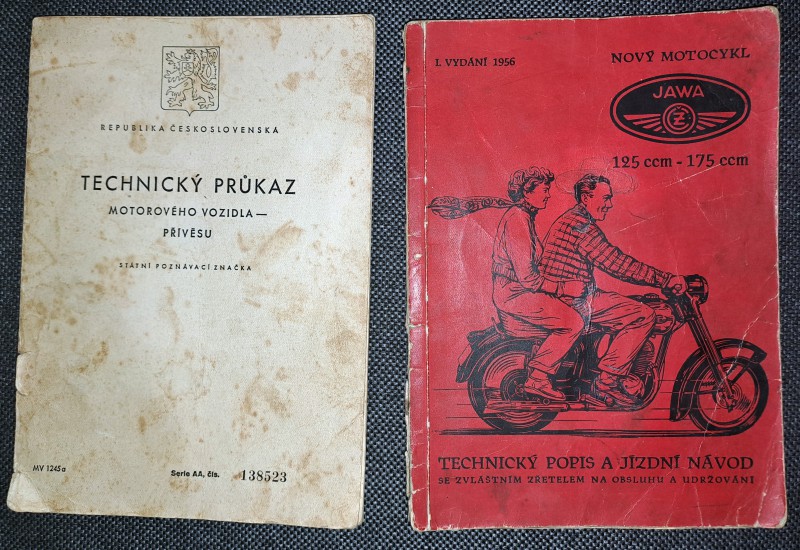 REPUBLIKA ČESKOSLOVENSKÁ
TECHNICKÝ PRŮKAZ
MOTOROVÉHO VOZIDLA —
PŘÍVĚSU
STÁTNÍ POZNÁVACÍ ZNAČKA
MV 1245a
Serie AA, čís. 138523
I. VYDÁNÍ 1956
NOVÝ MOTOCYKL
JAWA
ČZ
125 ccm - 175 ccm
TECHNICKÝ POPIS A JÍZDNÍ NÁVOD
SE ZVLÁŠTNÍM ZŘETELEM NA OBSLUHU A UDRŽOVÁNÍ